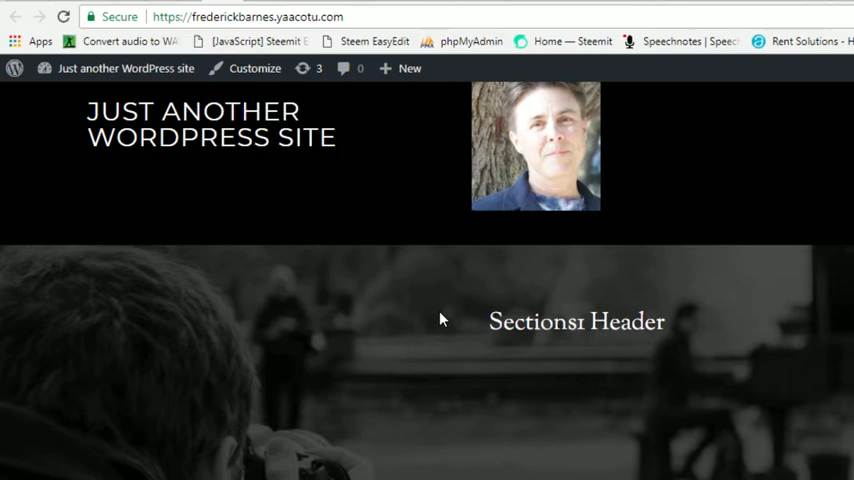 Secure https://frederickbarnes.yaacotu.com
Apps Convert audio to WA [JavaScript] Steemit E Steem EasyEdit phpMyAdmin Home — Steemit Speechnotes | Speec Rent Solutions - H
Just another WordPress site Customize 3 0 New
JUST ANOTHER
WORDPRESS SITE
Sections1 Header